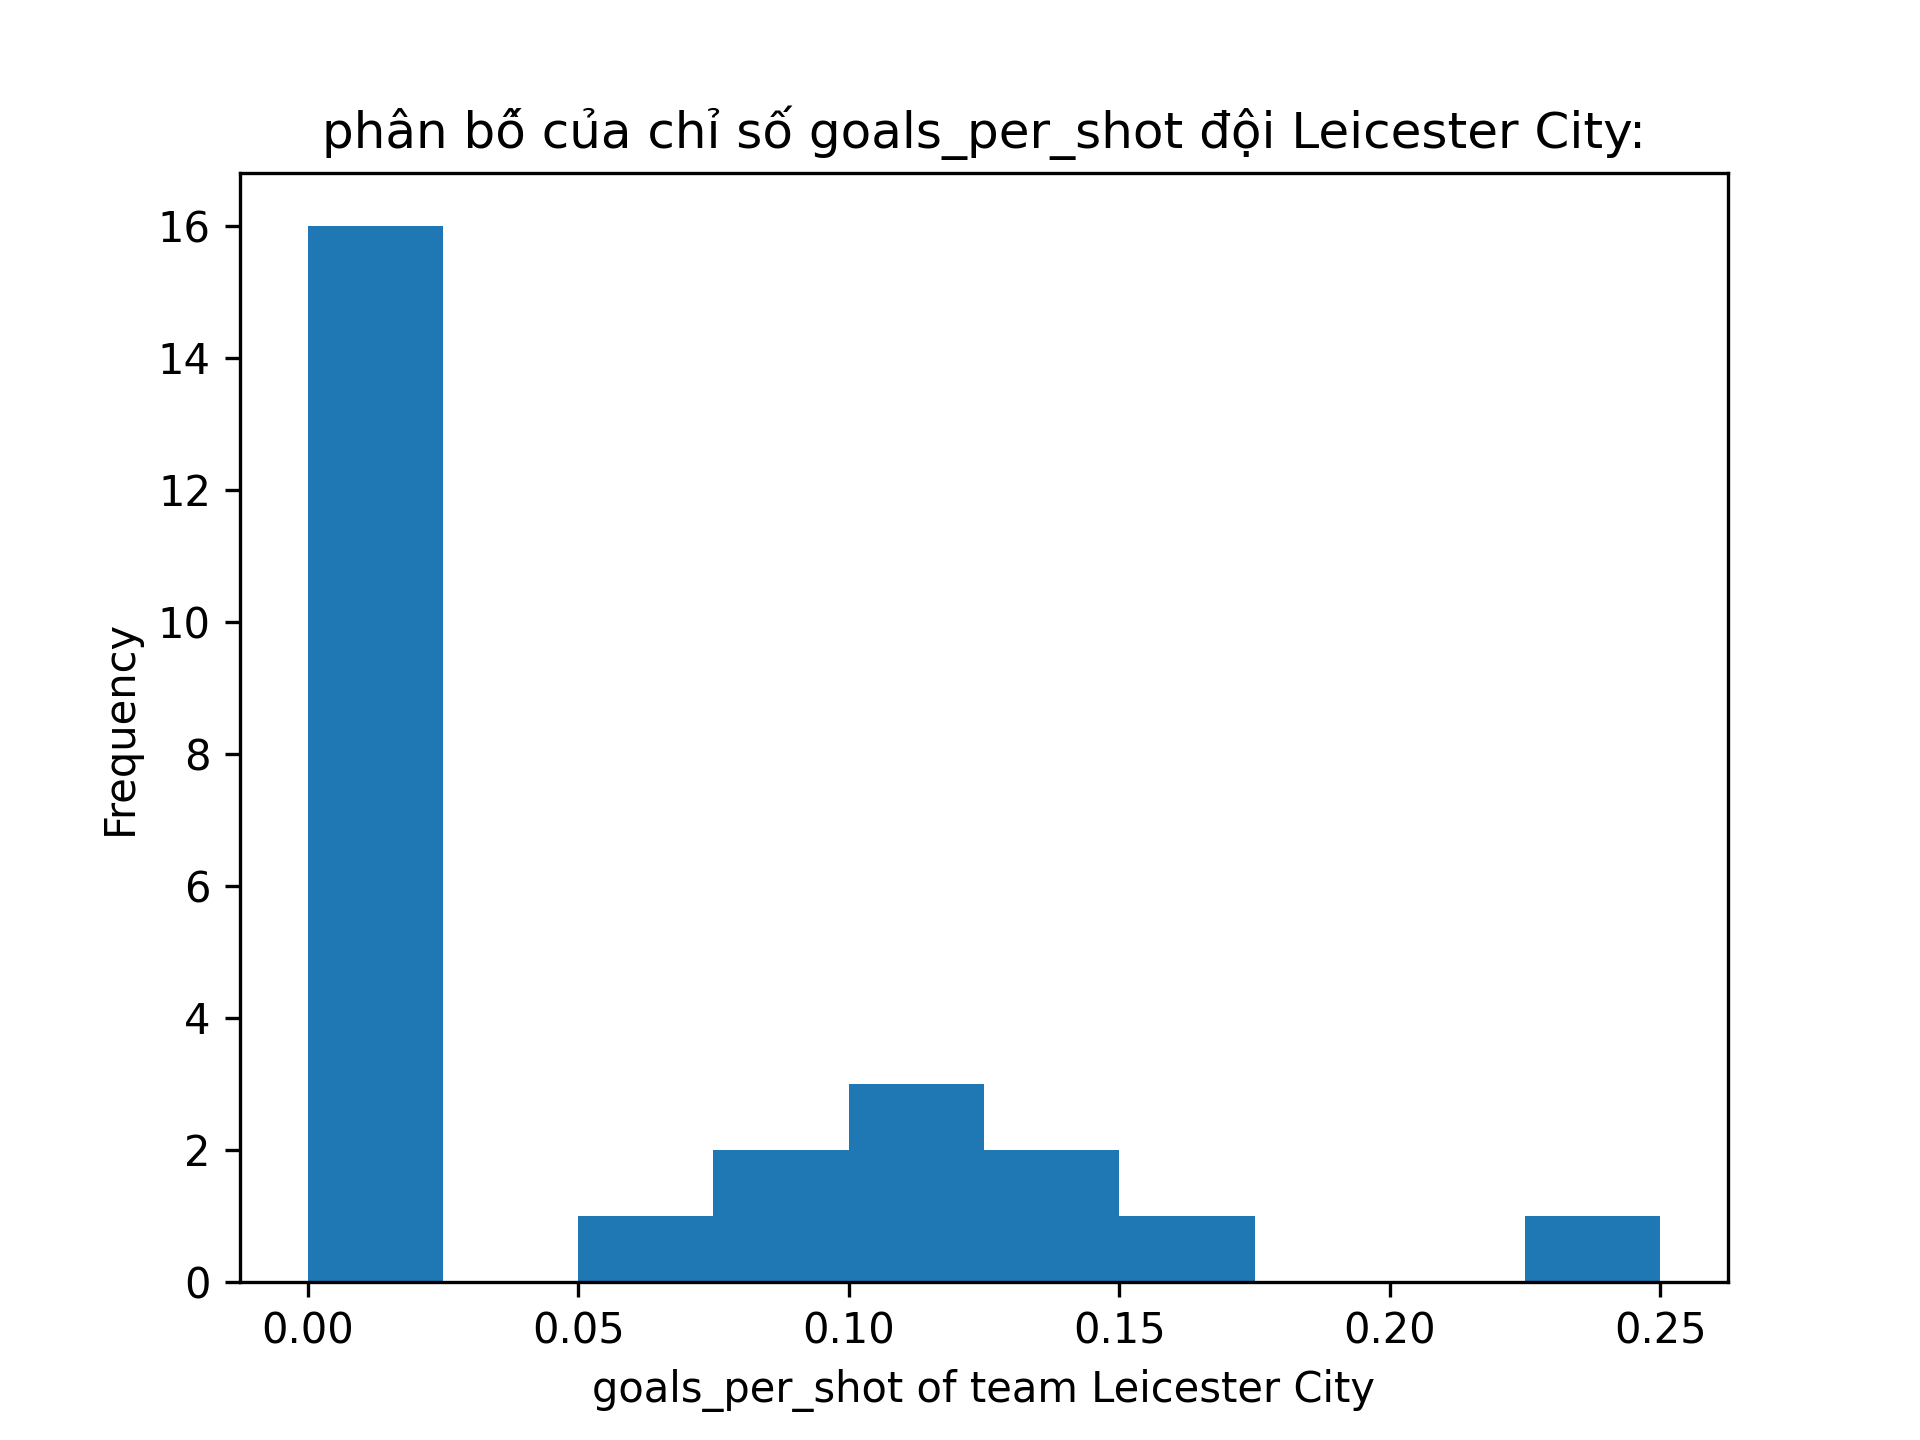 phân bỗ của chỉ số goals_per_shot đội Leicester City:
16
14
12
10
8
6
4
2
0
Frequency
0.00 0.05 0.10 0.15 0.20 0.25
goals_per_shot of team Leicester City